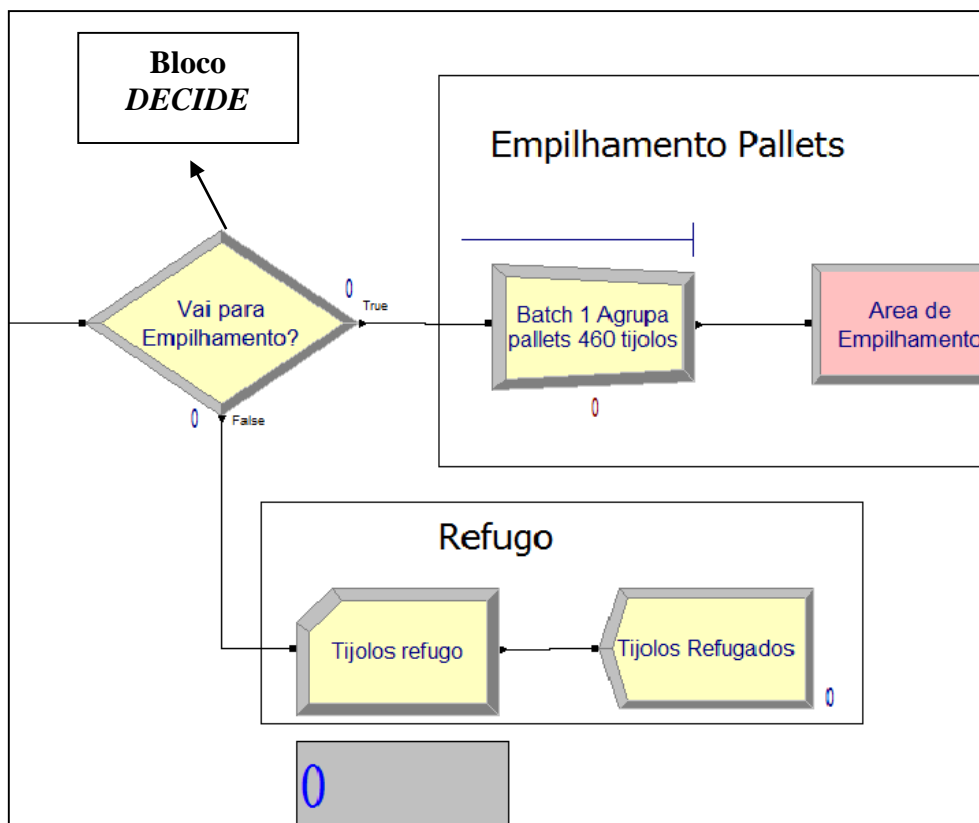 Bloco
DECIDE
Empilhamento Pallets
0
True
Vai para
Empilhamento?
Batch 1 Agrupa
pallets 460 tijolos
Area de
Empilhamento
0
False
0
Refugo
Tijolos refugo
Tijolos Refugados
0
0